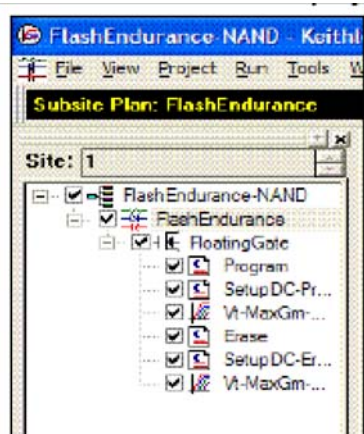 FlashEndurance-NAND - Keithl
File View Project Run Tools W
Subsite Plan: FlashEndurance
Site: 1
FlashEndurance-NAND
FlashEndurance
FloatingGate
Program
SetupDC-Pr...
Vt-MaxGm-...
Erase
SetupDC-Er...
Vt-MaxGm-...